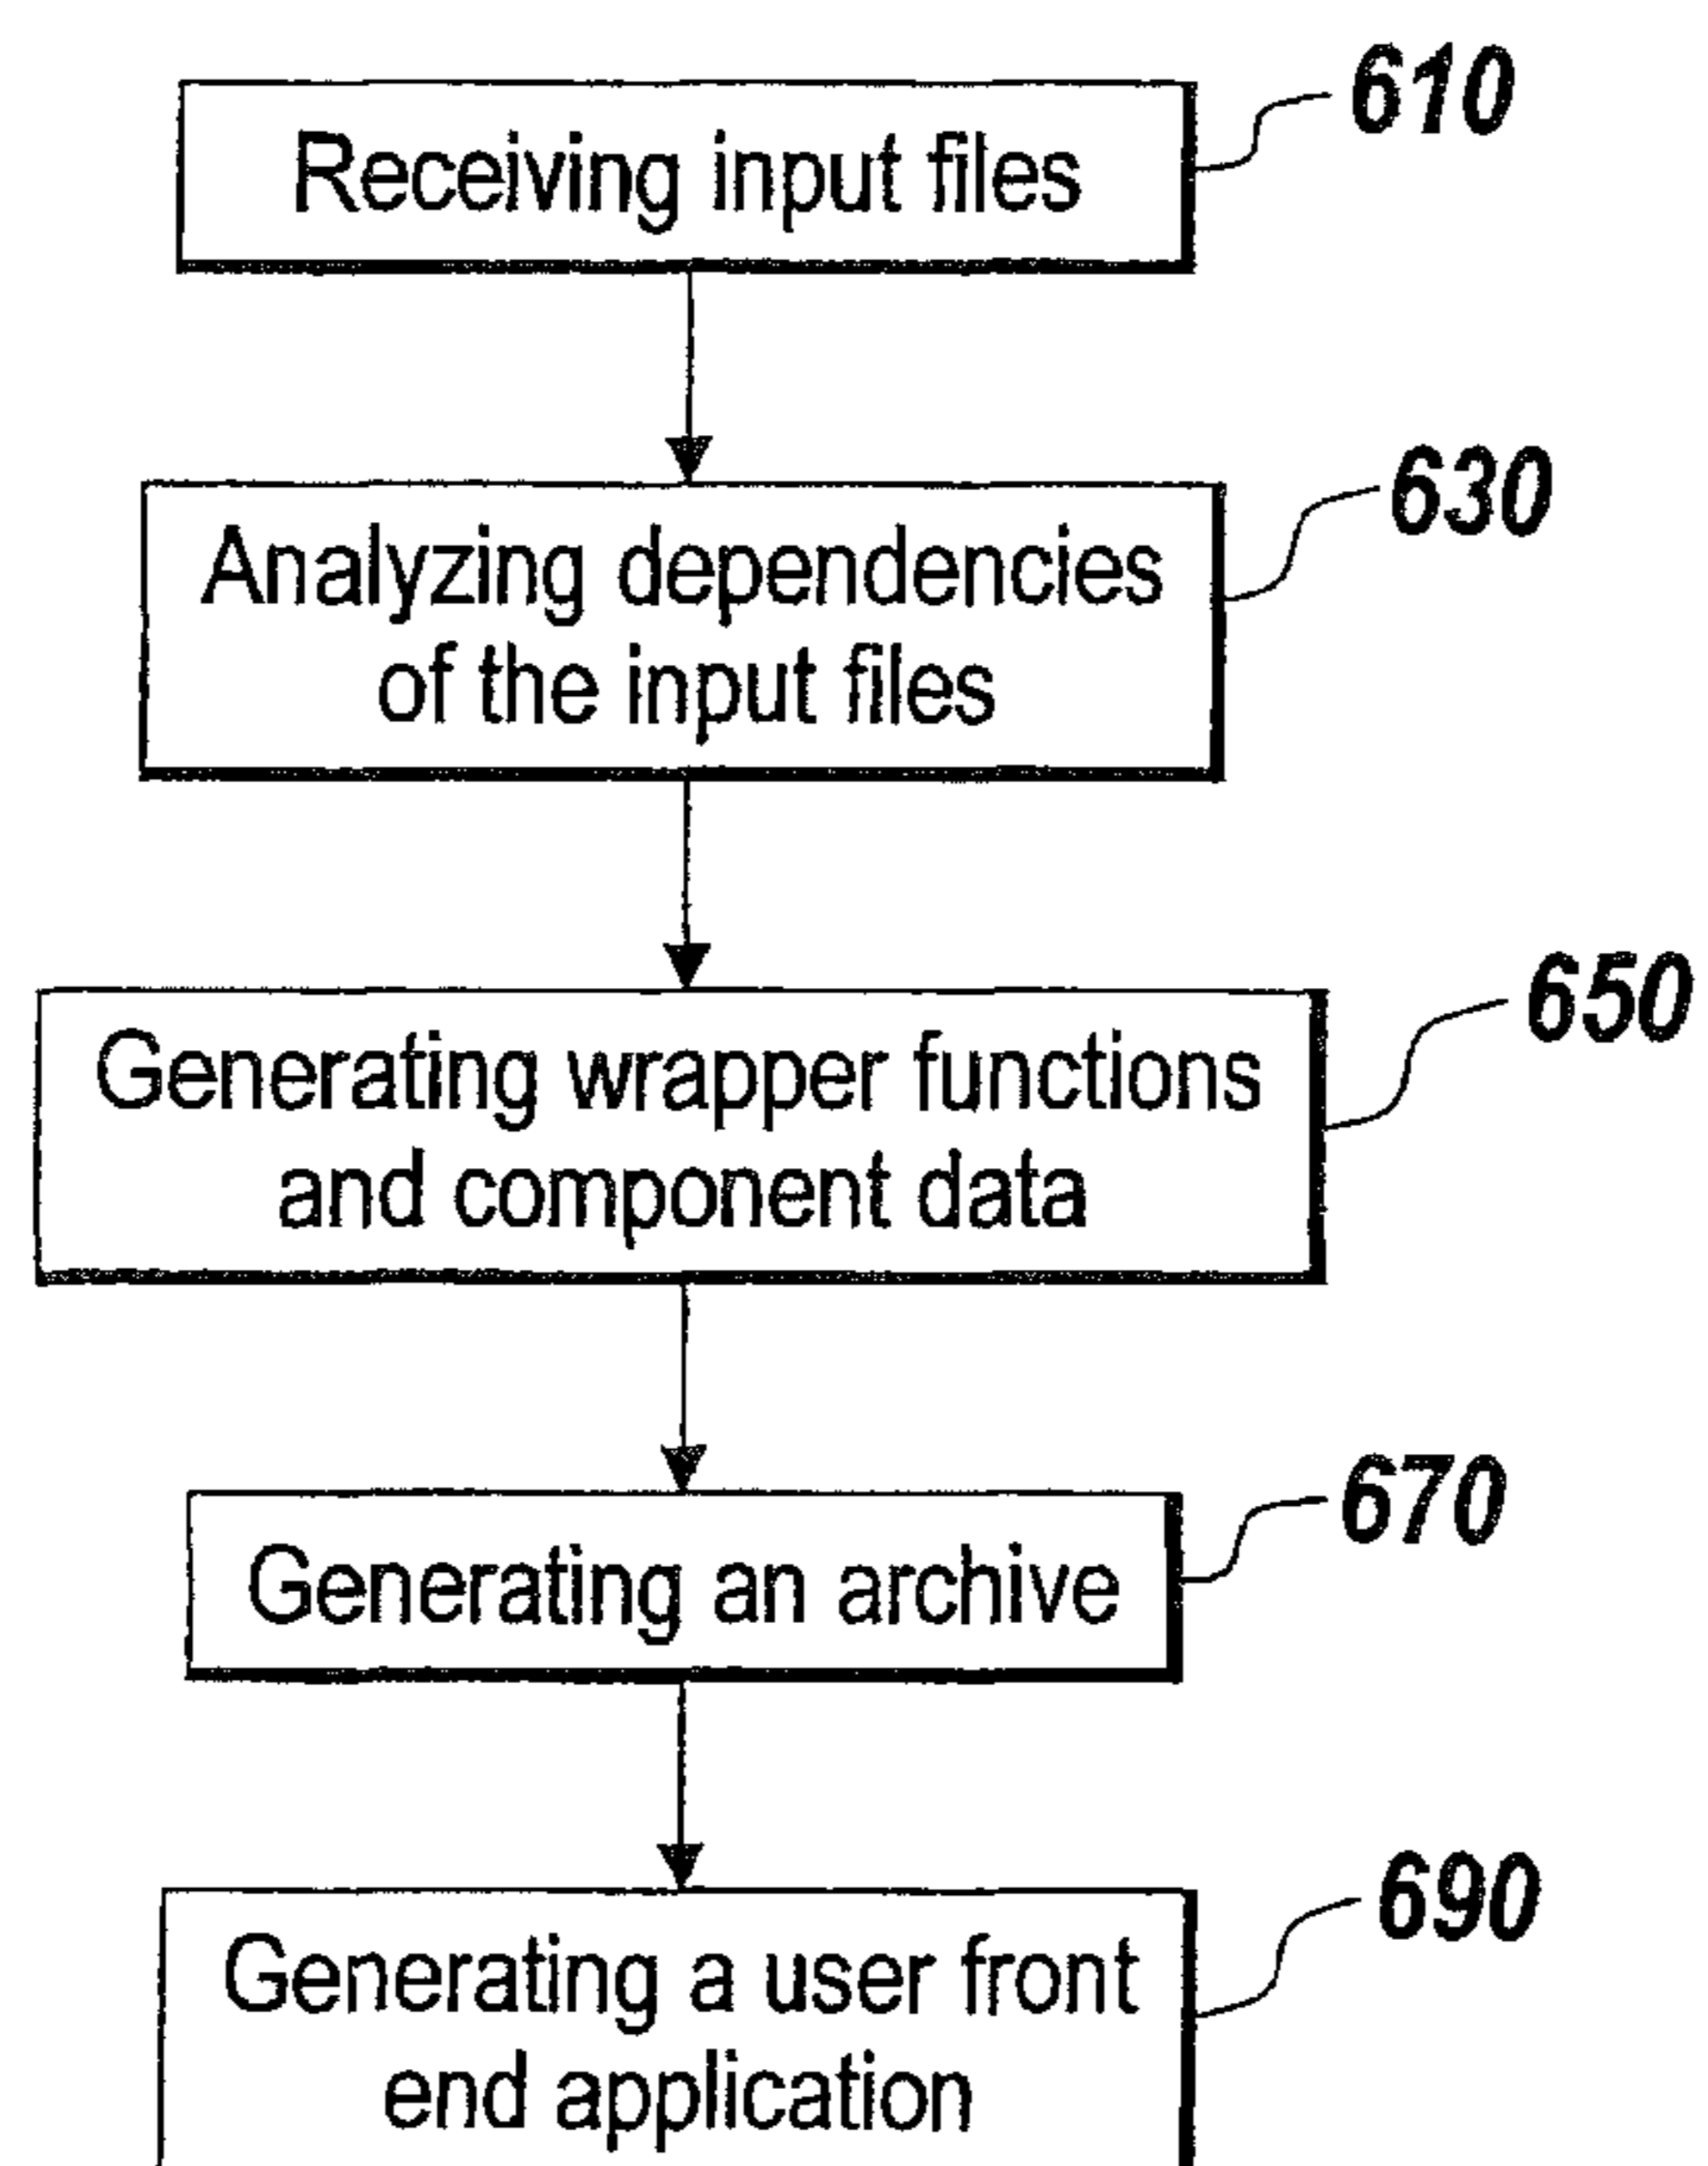 610
Receiving input files
630
Analyzing dependencies
of the input files
650
Generating wrapper functions
and component data
670
Generating an archive
690
Generating a user front
end application